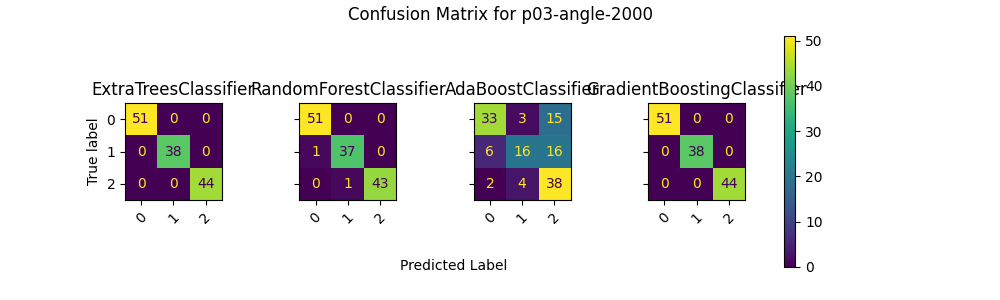 Confusion Matrix for p03-angle-2000
ExtraTreesClassifier RandomForestClassifier AdaBoostClassifier GradientBoostingClassifier
True label
0 51 0 0 51 0 0 33 3 15 51 0 0
1 0 38 0 1 37 0 6 16 16 0 38 0
2 0 0 44 0 1 43 2 4 38 0 0 44
0 1 2 0 1 2 0 1 2 0 1 2
Predicted Label
50
40
30
20
10
0